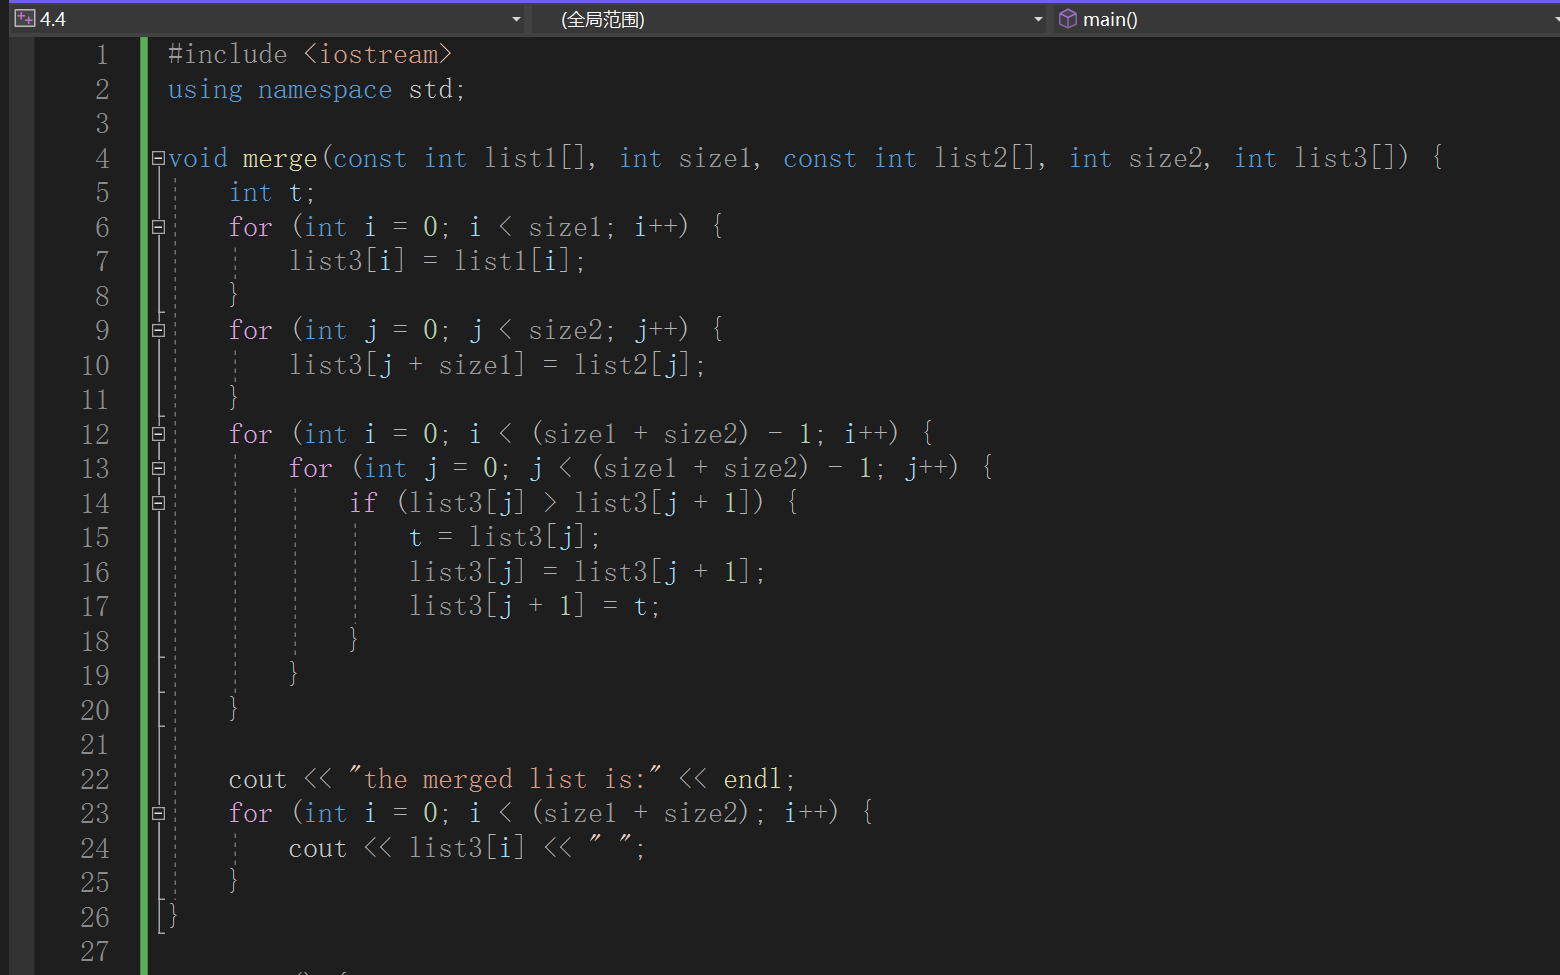 4.4 (全局范围) main()
1 #include <iostream>
2 using namespace std;
3
4 void merge(const int list1[], int size1, const int list2[], int size2, int list3[]) {
5     int t;
6     for (int i = 0; i < size1; i++) {
7         list3[i] = list1[i];
8     }
9     for (int j = 0; j < size2; j++) {
10         list3[j + size1] = list2[j];
11     }
12     for (int i = 0; i < (size1 + size2) - 1; i++) {
13         for (int j = 0; j < (size1 + size2) - 1; j++) {
14             if (list3[j] > list3[j + 1]) {
15                 t = list3[j];
16                 list3[j] = list3[j + 1];
17                 list3[j + 1] = t;
18             }
19         }
20     }
21
22     cout << "the merged list is:" << endl;
23     for (int i = 0; i < (size1 + size2); i++) {
24         cout << list3[i] << " ";
25     }
26 }
27